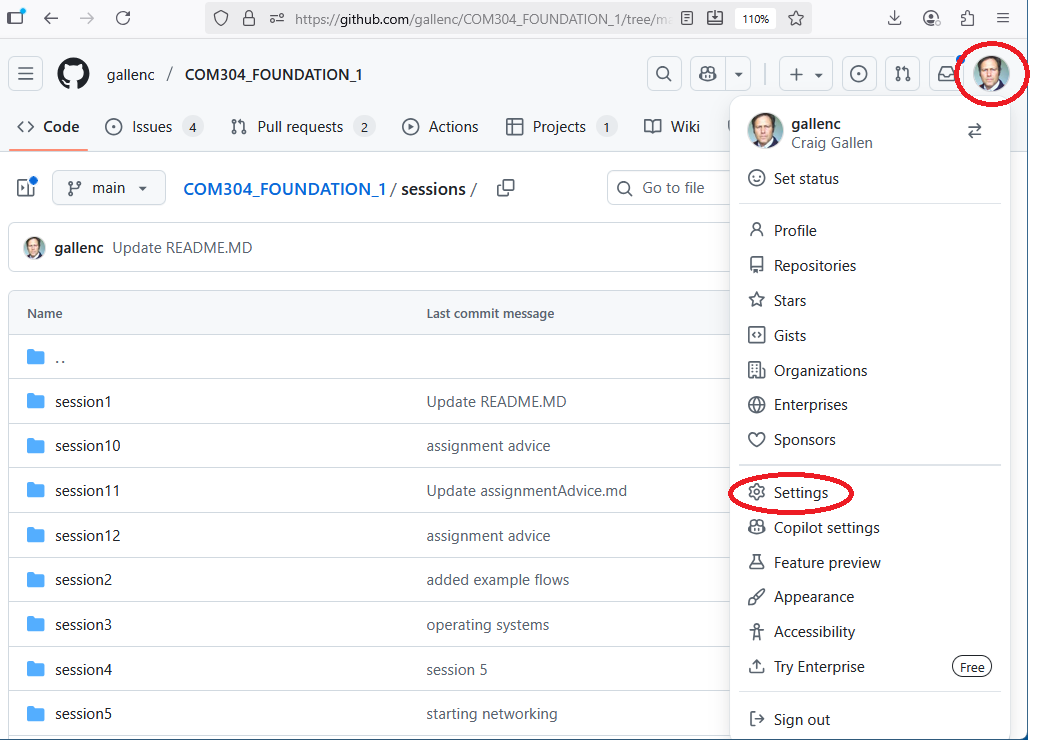 https://github.com/gallenc/COM304_FOUNDATION_1/tree/ma
110%
gallenc / COM304_FOUNDATION_1
Code
Issues 4
Pull requests 2
Actions
Projects 1
Wiki
main
COM304_FOUNDATION_1 / sessions /
Go to file
gallenc Update README.MD
Name Last commit message
..
session1 Update README.MD
session10 assignment advice
session11 Update assignmentAdvice.md
session12 assignment advice
session2 added example flows
session3 operating systems
session4 session 5
session5 starting networking
gallenc
Craig Gallen
Set status
Profile
Repositories
Stars
Gists
Organizations
Enterprises
Sponsors
Settings
Copilot settings
Feature preview
Appearance
Accessibility
Try Enterprise Free
Sign out